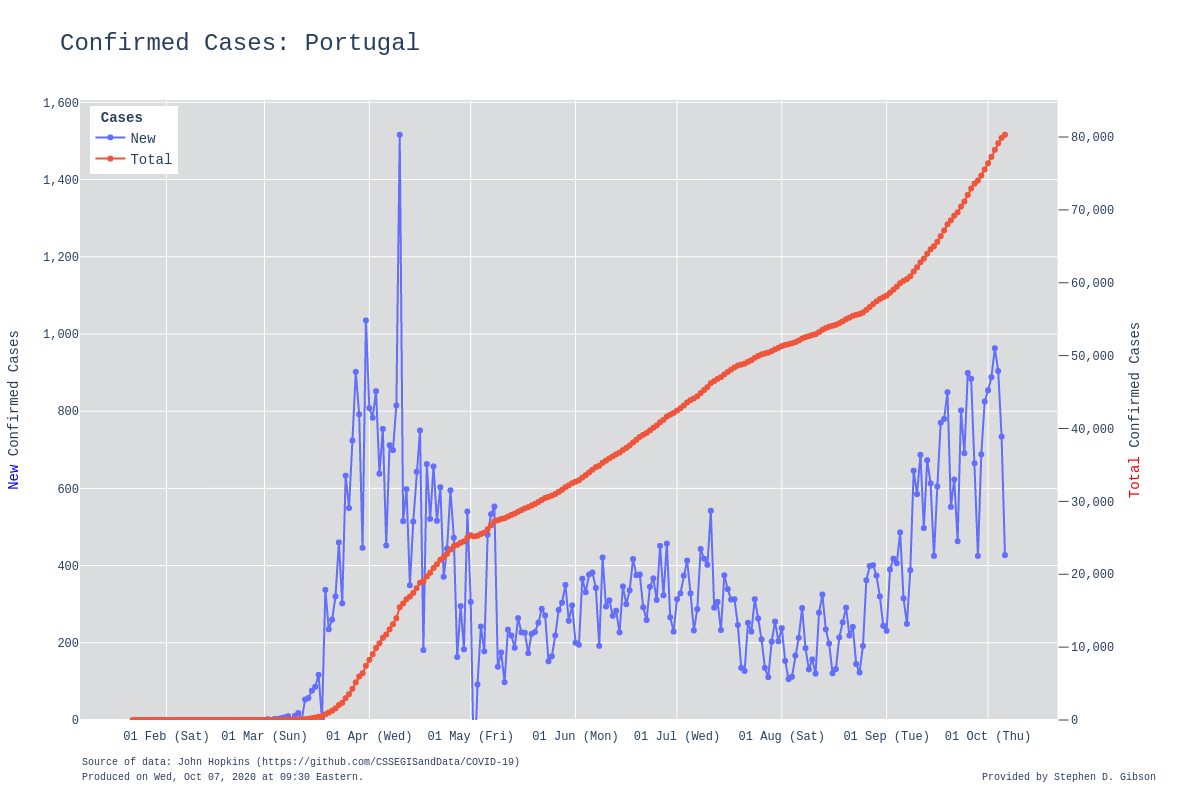 Confirmed Cases: Portugal
Cases
New
Total
1,600
1,400
1,200
1,000
800
600
400
200
0
New Confirmed Cases
80,000
70,000
60,000
50,000
40,000
30,000
20,000
10,000
0
Total Confirmed Cases
01 Feb (Sat) 01 Mar (Sun) 01 Apr (Wed) 01 May (Fri) 01 Jun (Mon) 01 Jul (Wed) 01 Aug (Sat) 01 Sep (Tue) 01 Oct (Thu)
Source of data: John Hopkins (https://github.com/CSSEGISandData/COVID-19)
Produced on Wed, Oct 07, 2020 at 09:30 Eastern.
Provided by Stephen D. Gibson